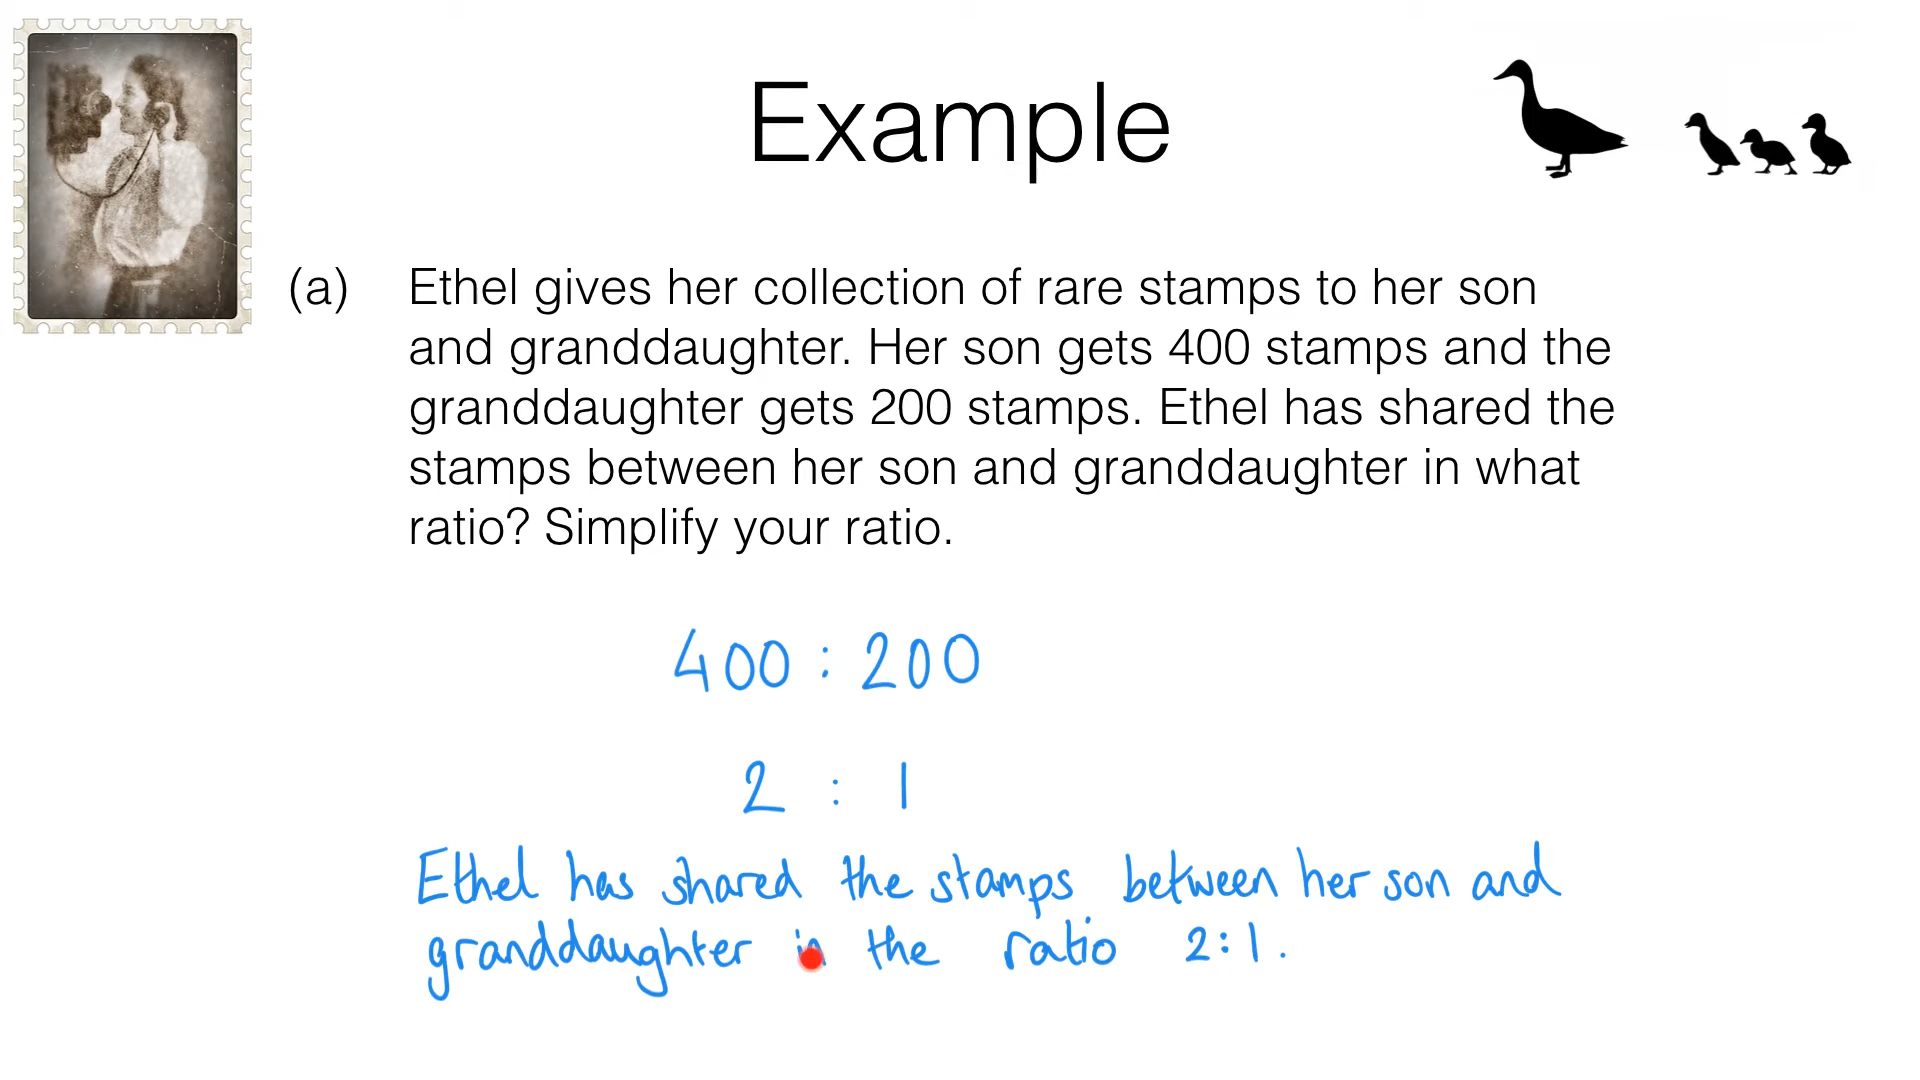 Example
(a) Ethel gives her collection of rare stamps to her son
and granddaughter. Her son gets 400 stamps and the
granddaughter gets 200 stamps. Ethel has shared the
stamps between her son and granddaughter in what
ratio? Simplify your ratio.
400 : 200
2 : 1
Ethel has shared the stamps between her son and
granddaughter in the ratio 2:1.